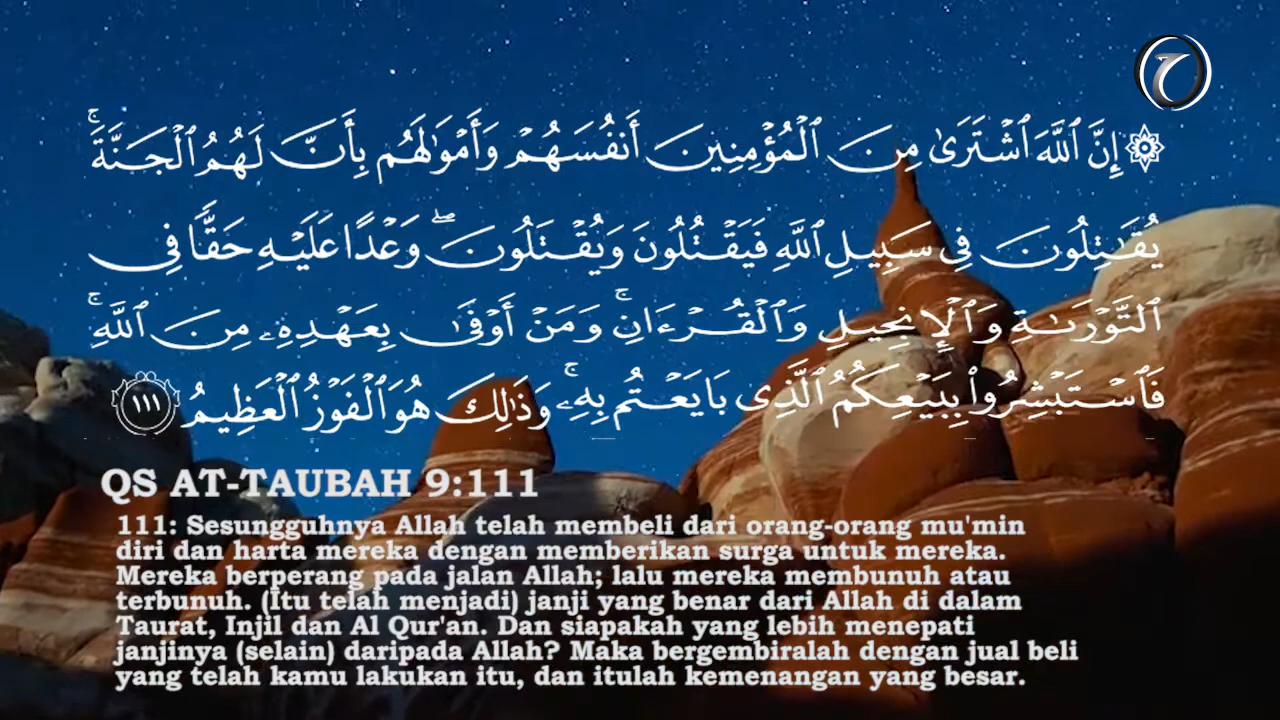 ۞ إِنَّ ٱللَّهَ ٱشْتَرَىٰ مِنَ ٱلْمُؤْمِنِينَ أَنفُسَهُمْ وَأَمْوَٰلَهُم بِأَنَّ لَهُمُ ٱلْجَنَّةَ ۚ
يُقَـٰتِلُونَ فِى سَبِيلِ ٱللَّهِ فَيَقْتُلُونَ وَيُقْتَلُونَ ۖ وَعْدًا عَلَيْهِ حَقًّا فِى
ٱلتَّوْرَىٰةِ وَٱلْإِنجِيلِ وَٱلْقُرْءَانِ ۚ وَمَنْ أَوْفَىٰ بِعَهْدِهِۦ مِنَ ٱللَّهِ ۚ
فَٱسْتَبْشِرُوا۟ بِبَيْعِكُمُ ٱلَّذِى بَايَعْتُم بِهِۦ ۚ وَذَٰلِكَ هُوَ ٱلْفَوْزُ ٱلْعَظِيمُ ١١١
QS AT-TAUBAH 9:111
111: Sesungguhnya Allah telah membeli dari orang-orang mu'min
diri dan harta mereka dengan memberikan surga untuk mereka.
Mereka berperang pada jalan Allah; lalu mereka membunuh atau
terbunuh. (Itu telah menjadi) janji yang benar dari Allah di dalam
Taurat, Injil dan Al Qur'an. Dan siapakah yang lebih menepati
janjinya (selain) daripada Allah? Maka bergembiralah dengan jual beli
yang telah kamu lakukan itu, dan itulah kemenangan yang besar.